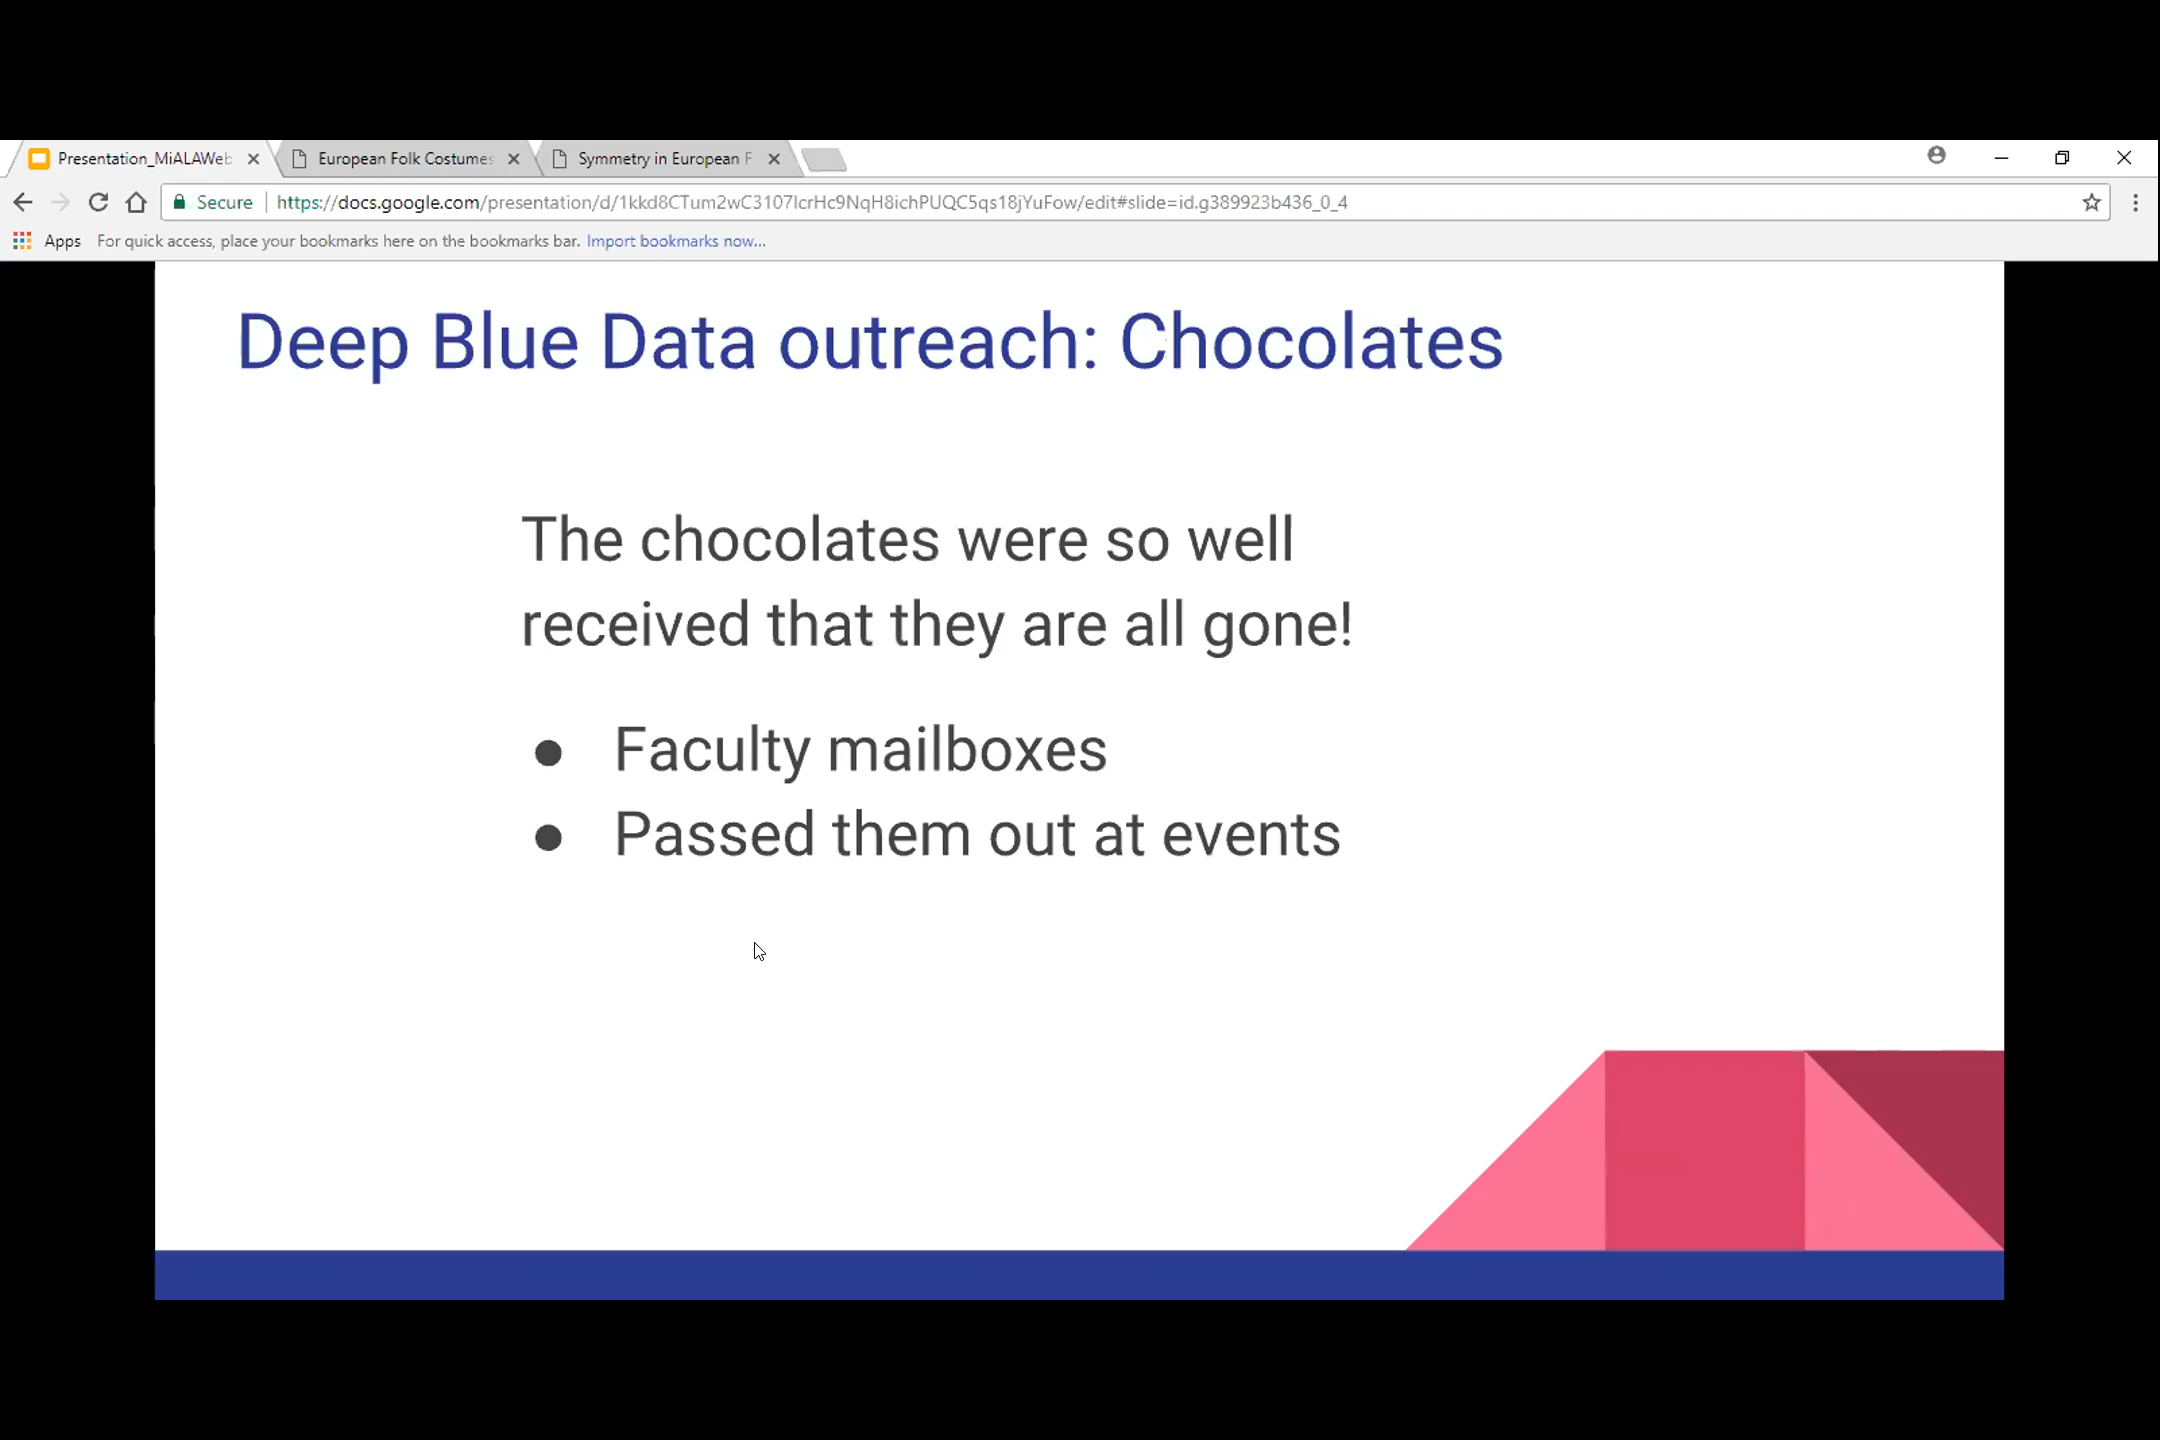 Presentation_MiALAWeb
European Folk Costumes
Symmetry in European F
Secure https://docs.google.com/presentation/d/1kkd8CTum2wC3107lcrHc9NqH8ichPUQC5qs18jYuFow/edit#slide=id.g389923b436_0_4
Apps For quick access, place your bookmarks here on the bookmarks bar. Import bookmarks now...
Deep Blue Data outreach: Chocolates
The chocolates were so well
received that they are all gone!
● Faculty mailboxes
● Passed them out at events